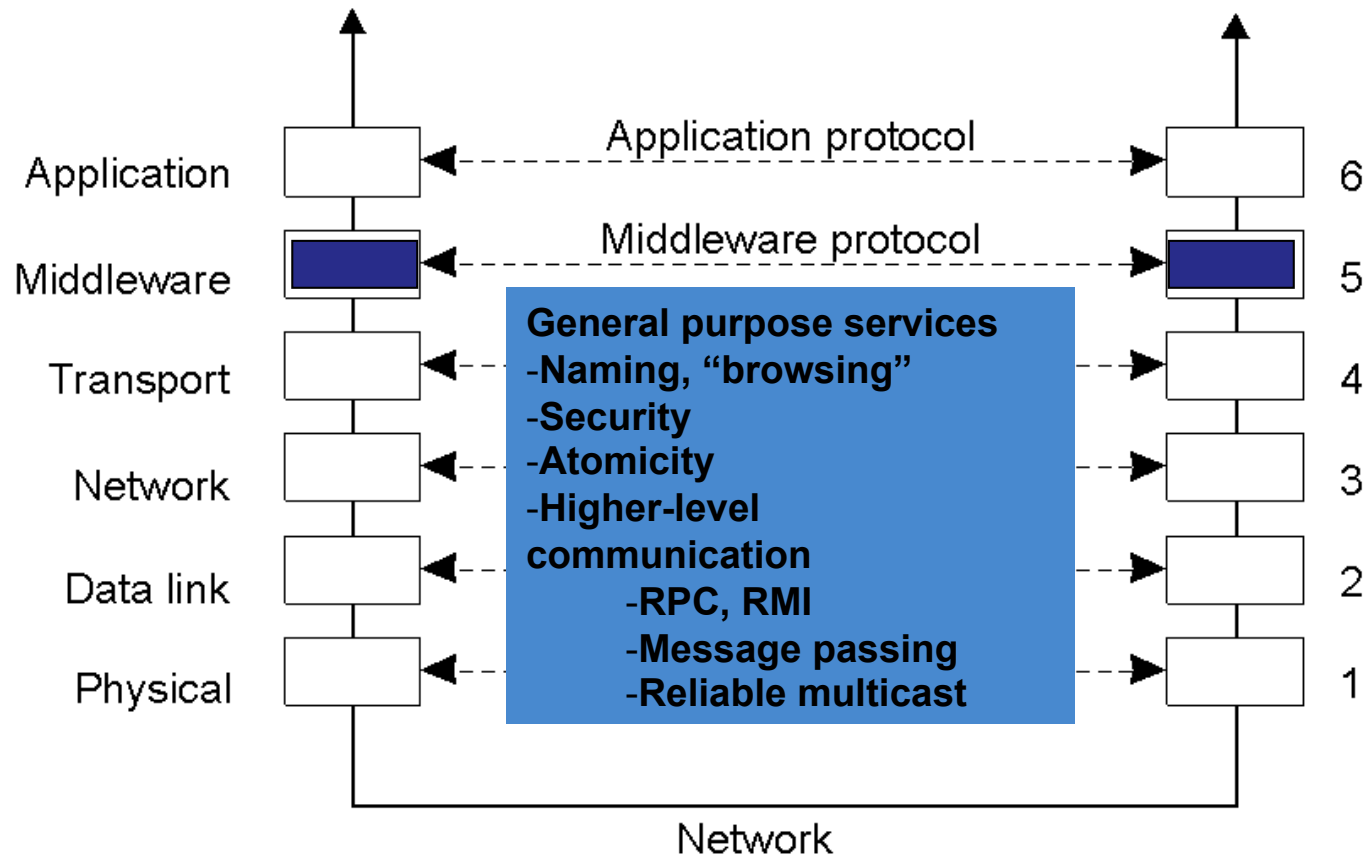 Application protocol
Application
6
Middleware protocol
Middleware
5
General purpose services
-Naming, “browsing”
Transport
4
-Security
-Atomicity
Network
3
-Higher-level
communication
Data link
2
-RPC, RMI
-Message passing
Physical
1
-Reliable multicast
Network